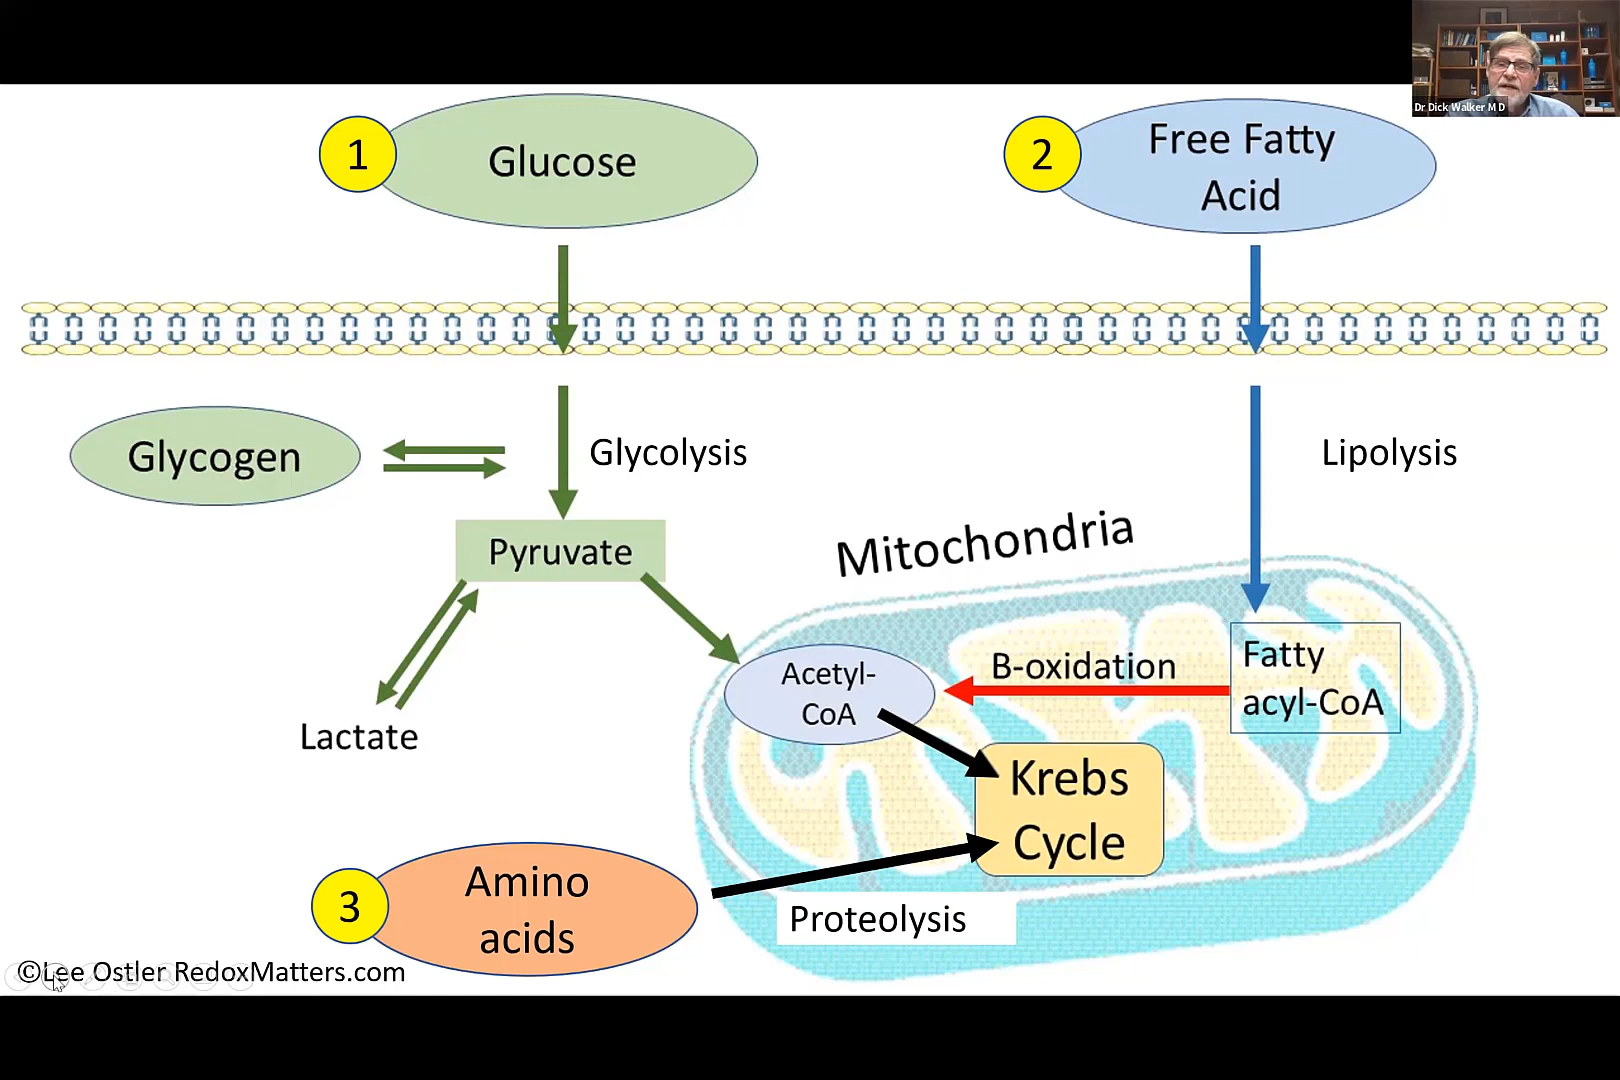 Dr Dick Walker M D
1
Glucose
2
Free Fatty
Acid
Glycogen
Glycolysis
Lipolysis
Pyruvate
Mitochondria
Lactate
Acetyl-
CoA
B-oxidation
Fatty
acyl-CoA
Krebs
Cycle
3
Amino
acids
Proteolysis
©Lee Ostler RedoxMatters.com